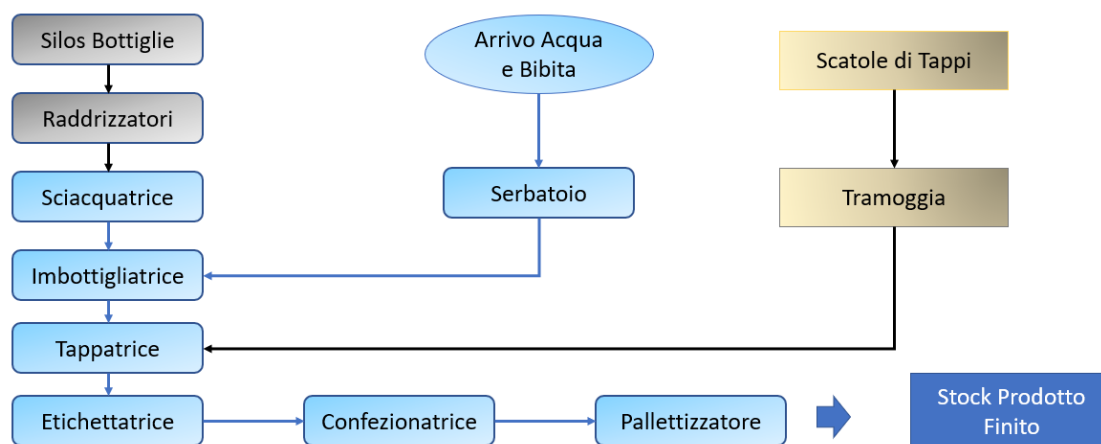 Silos Bottiglie
Arrivo Acqua
e Bibita
Scatole di Tappi
Raddrizzatori
Sciacquatrice
Serbatoio
Tramoggia
Imbottigliatrice
Tappatrice
Etichettatrice
Confezionatrice
Pallettizzatore
Stock Prodotto
Finito